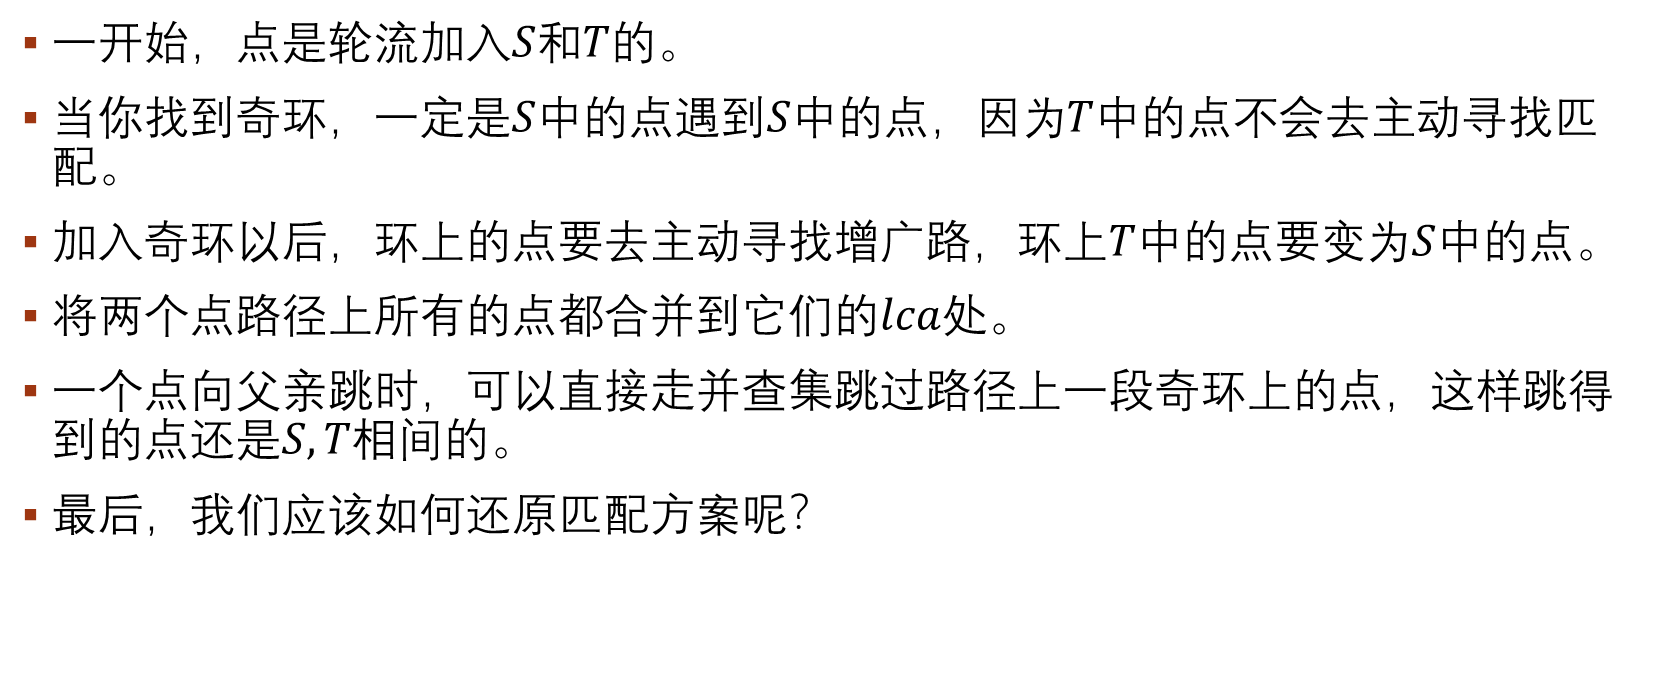 ▪ 一开始，点是轮流加入S和T的。
▪ 当你找到奇环，一定是S中的点遇到S中的点，因为T中的点不会去主动寻找匹
配。
▪ 加入奇环以后，环上的点要去主动寻找增广路，环上T中的点要变为S中的点。
▪ 将两个点路径上所有的点都合并到它们的lca处。
▪ 一个点向父亲跳时，可以直接走并查集跳过路径上一段奇环上的点，这样跳得
到的点还是S,T相间的。
▪ 最后，我们应该如何还原匹配方案呢？